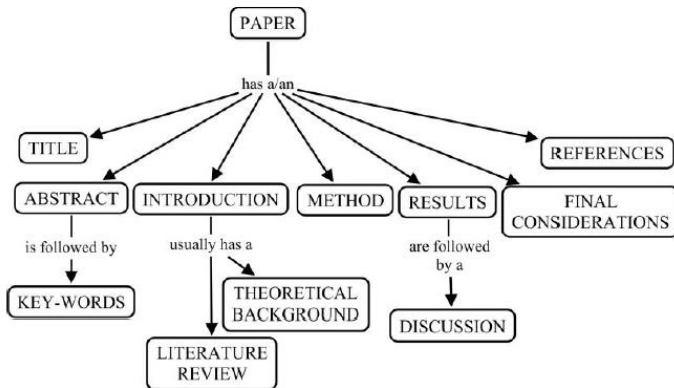 PAPER
has a/an
TITLE
REFERENCES
ABSTRACT
INTRODUCTION
METHOD
RESULTS
FINAL
CONSIDERATIONS
is followed by
usually has a
are followed
by a
KEY-WORDS
THEORETICAL
BACKGROUND
DISCUSSION
LITERATURE
REVIEW